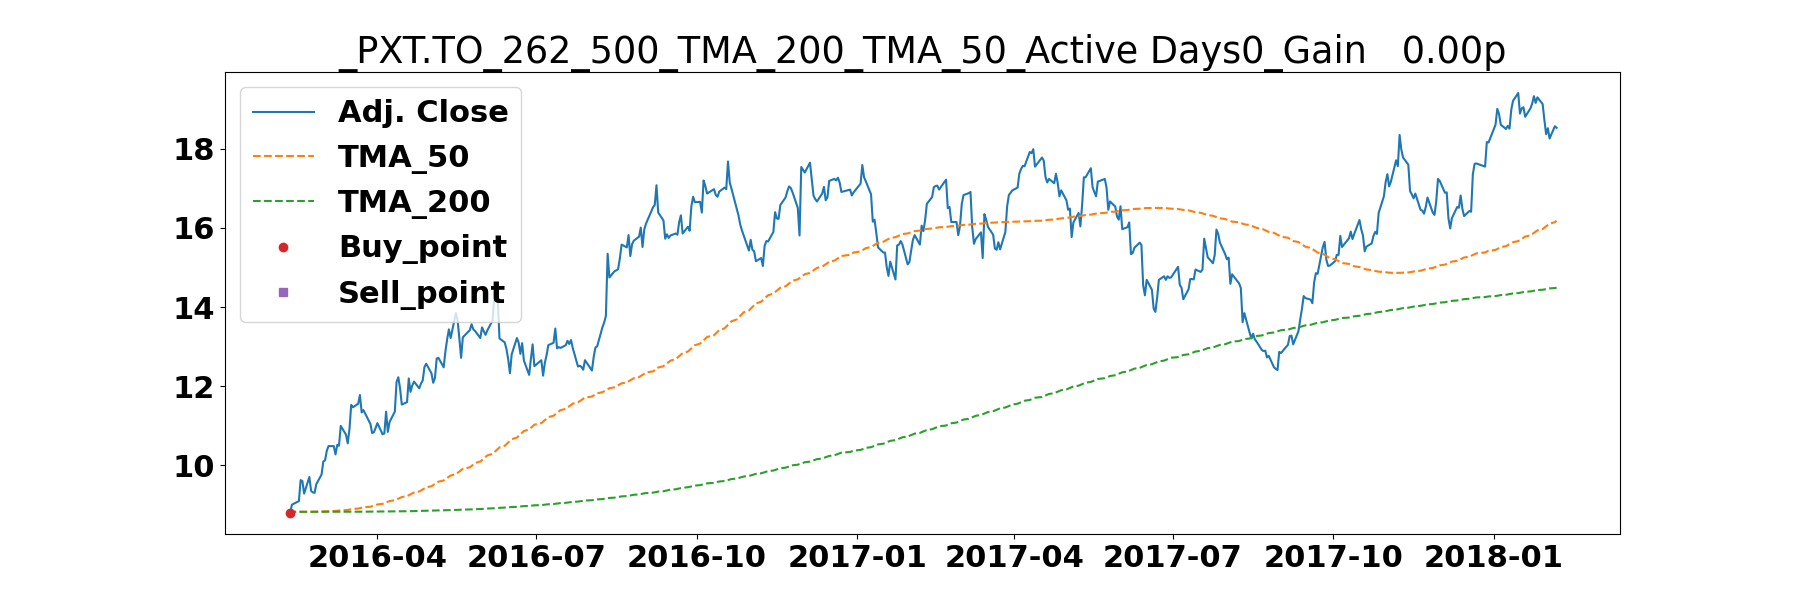 _PXT.TO_262_500_TMA_200_TMA_50_Active Days0_Gain   0.00p
Adj. Close
TMA_50
TMA_200
Buy_point
Sell_point
18
16
14
12
10
2016-04 2016-07 2016-10 2017-01 2017-04 2017-07 2017-10 2018-01